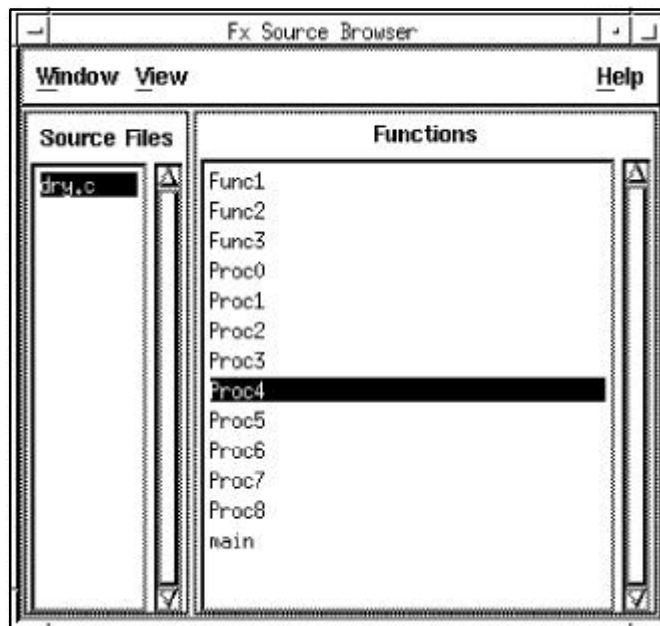 Fx Source Browser
Window View Help
Source Files
dry.c
Functions
Func1
Func2
Func3
Proc0
Proc1
Proc2
Proc3
Proc4
Proc5
Proc6
Proc7
Proc8
main